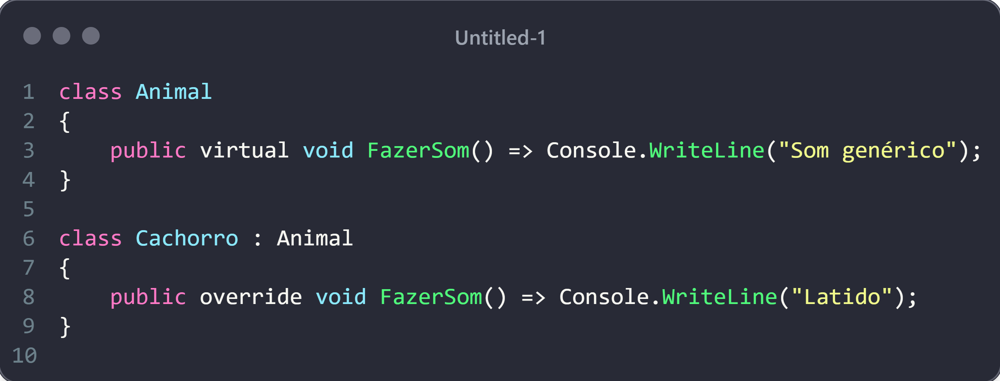 Untitled-1
1 class Animal
2 {
3     public virtual void FazerSom() => Console.WriteLine("Som genérico");
4 }
5
6 class Cachorro : Animal
7 {
8     public override void FazerSom() => Console.WriteLine("Latido");
9 }
10